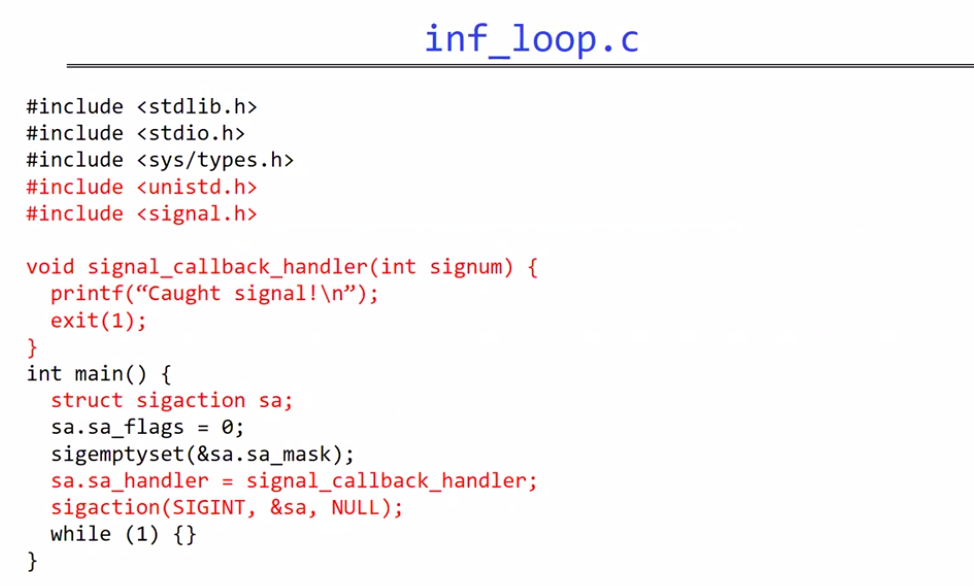 inf_loop.c
#include <stdlib.h>
#include <stdio.h>
#include <sys/types.h>
#include <unistd.h>
#include <signal.h>
void signal_callback_handler(int signum) {
  printf(“Caught signal!\n”);
  exit(1);
}
int main() {
  struct sigaction sa;
  sa.sa_flags = 0;
  sigemptyset(&sa.sa_mask);
  sa.sa_handler = signal_callback_handler;
  sigaction(SIGINT, &sa, NULL);
  while (1) {}
}